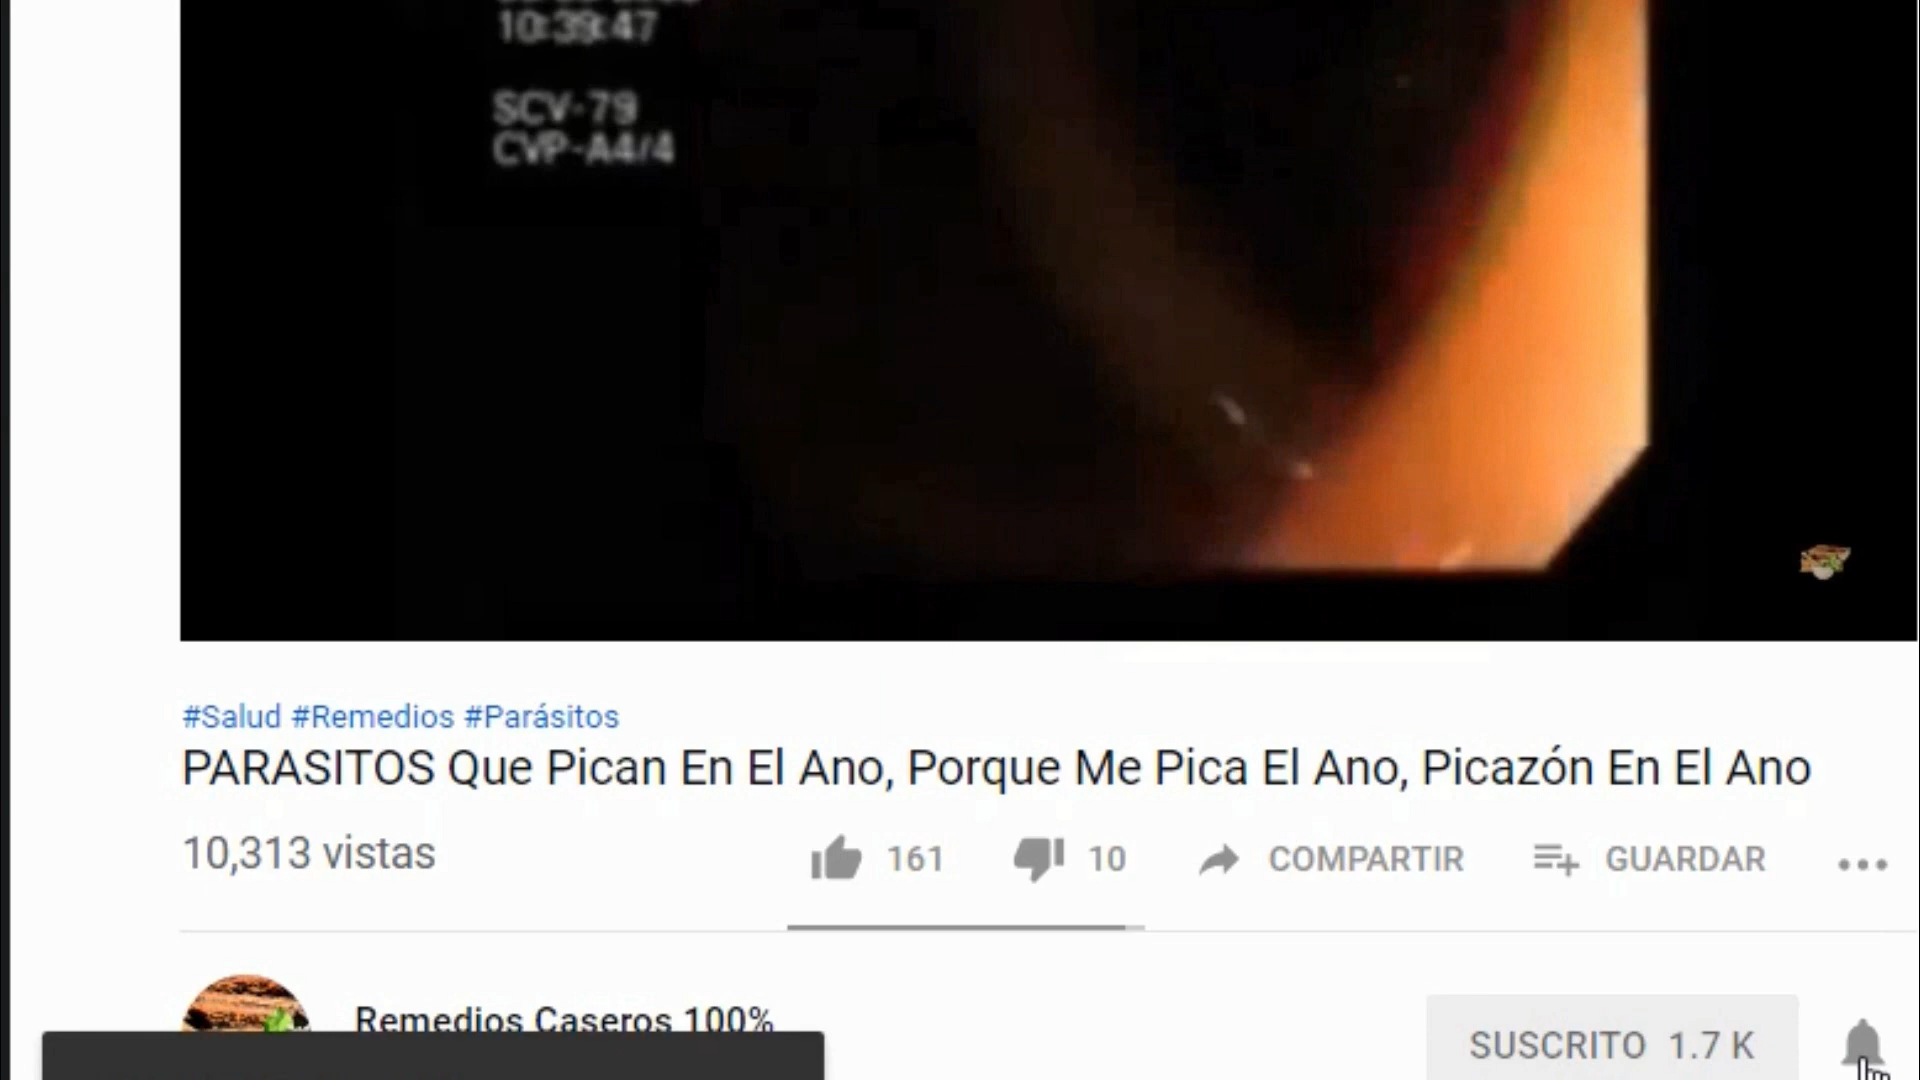 10:39:47
SCV-79
CVP-A4/4
#Salud #Remedios #Parásitos
PARASITOS Que Pican En El Ano, Porque Me Pica El Ano, Picazón En El Ano
10,313 vistas
161
10
COMPARTIR
GUARDAR
Remedios Caseros 100%
SUSCRITO 1.7 K